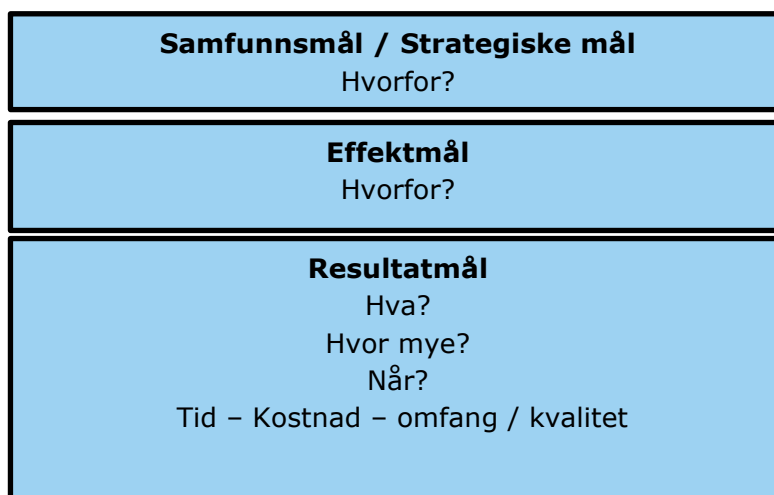 Samfunnsmål / Strategiske mål
Hvorfor?
Effektmål
Hvorfor?
Resultatmål
Hva?
Hvor mye?
Når?
Tid – Kostnad – omfang / kvalitet